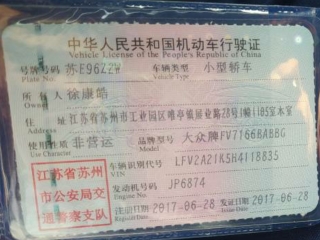 中华人民共和国机动车行驶证
Vehicle License of the People's Republic of China
号牌号码 苏E96Z2W 车辆类型 小型轿车
Plate No. Vehicle Type
所有人 徐康皓
Owner
住址 江苏省苏州市工业园区 亭镇 路28号1幢1105室本室
使用性质 非营运 品牌型号 大众牌FV7166BABBG
Use Character Model
车辆识别代号 LFV2A21K5H4118835
VIN
江苏省苏州
市公安局交
通警察支队
发动机号码 JP6874
Engine No.
注册日期 2017-06-28 发证日期 2017-06-28
Register Date Issue Date